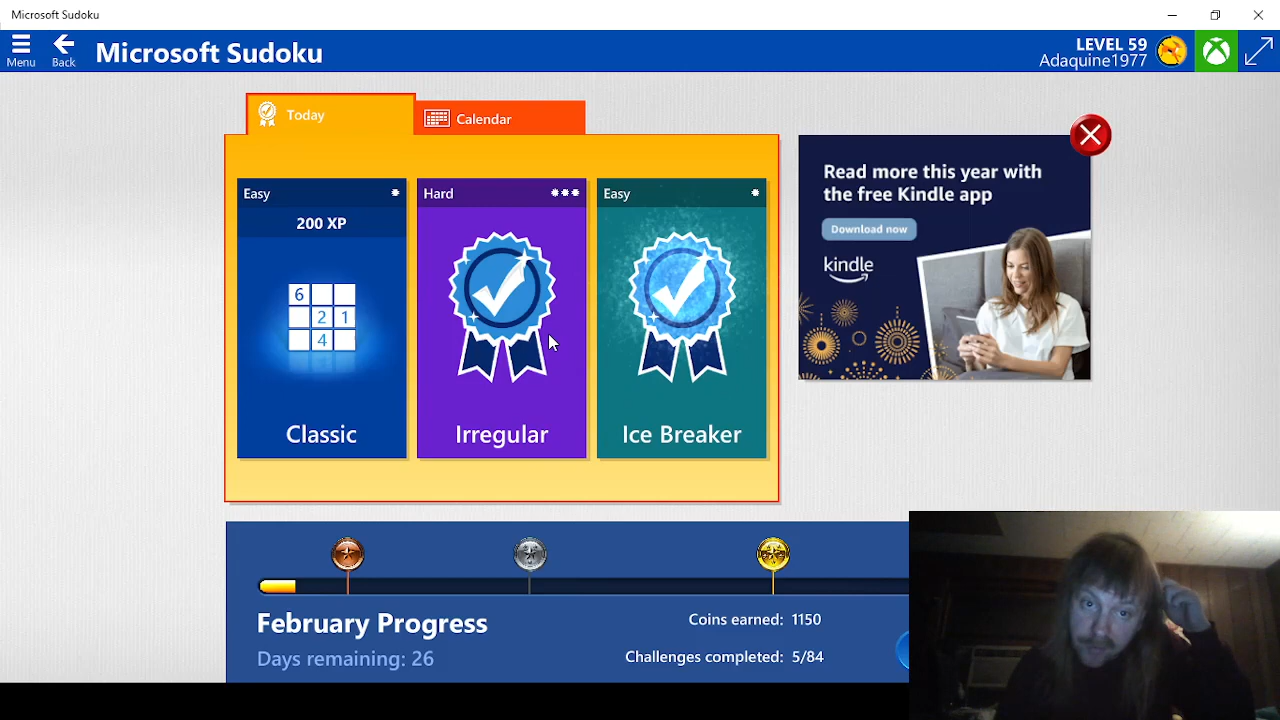 Microsoft Sudoku
Menu
Back
Microsoft Sudoku
LEVEL 59
Adaquine1977
Today
Calendar
Easy
200 XP
6
2 1
4
Classic
Hard
Irregular
Easy
Ice Breaker
Read more this year with
the free Kindle app
Download now
kindle
February Progress
Days remaining: 26
Coins earned: 1150
Challenges completed: 5/84